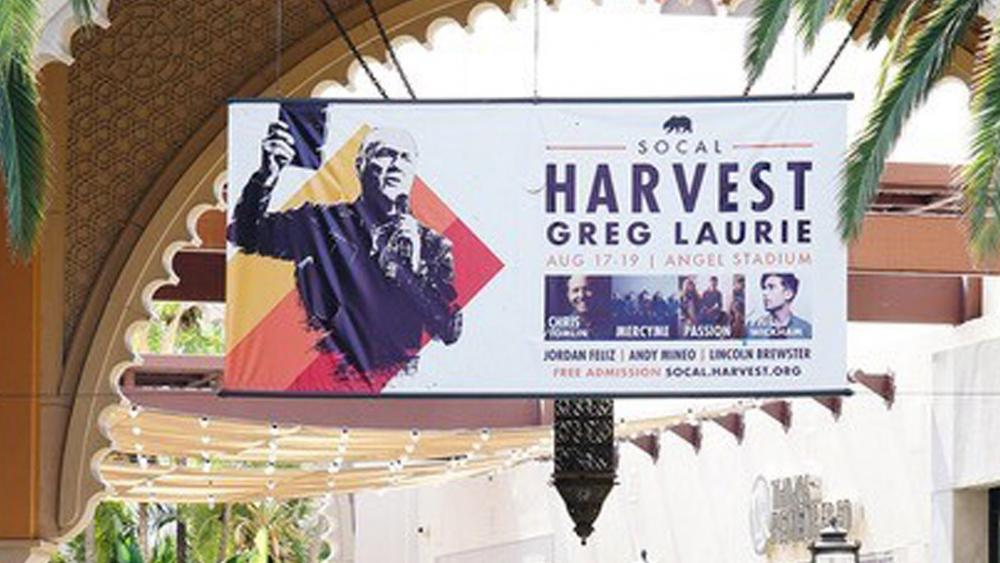 SOCAL
HARVEST
GREG LAURIE
AUG 17-19 | ANGEL STADIUM
CHRIS TOMLIN
MERCYME
PASSION
WICKHAM
JORDAN FELIZ | ANDY MINEO | LINCOLN BREWSTER
FREE ADMISSION SOCAL.HARVEST.ORG